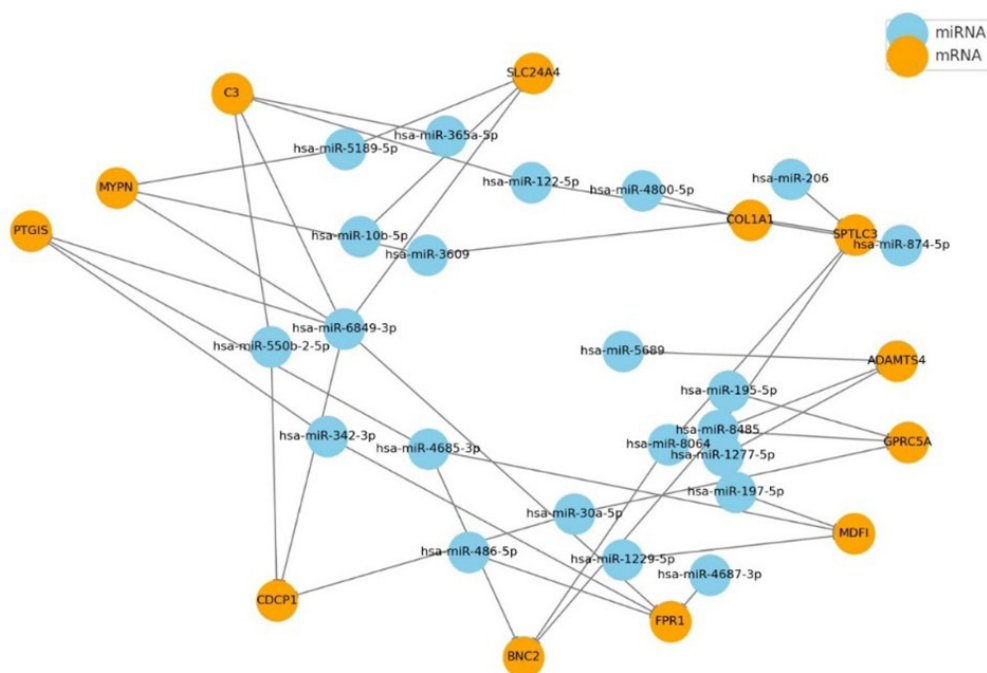 miRNA
mRNA
SLC24A4
C3
hsa-miR-365a-5p
hsa-miR-5189-5p
hsa-miR-206
hsa-miR-122-5p
hsa-miR-4800-5p
MYPN
COL1A1
PTGIS
hsa-miR-10b-5p
SPTLC3
hsa-miR-874-5p
hsa-miR-3609
hsa-miR-6849-3p
hsa-miR-550b-2-5p
hsa-miR-5689
ADAMTS4
hsa-miR-195-5p
hsa-miR-8485
hsa-miR-342-3p
GPRC5A
hsa-miR-8064
hsa-miR-4685-3p
hsa-miR-1277-5p
hsa-miR-197-5p
hsa-miR-30a-5p
MDFI
hsa-miR-486-5p
hsa-miR-1229-5p
hsa-miR-4687-3p
CDCP1
FPR1
BNC2